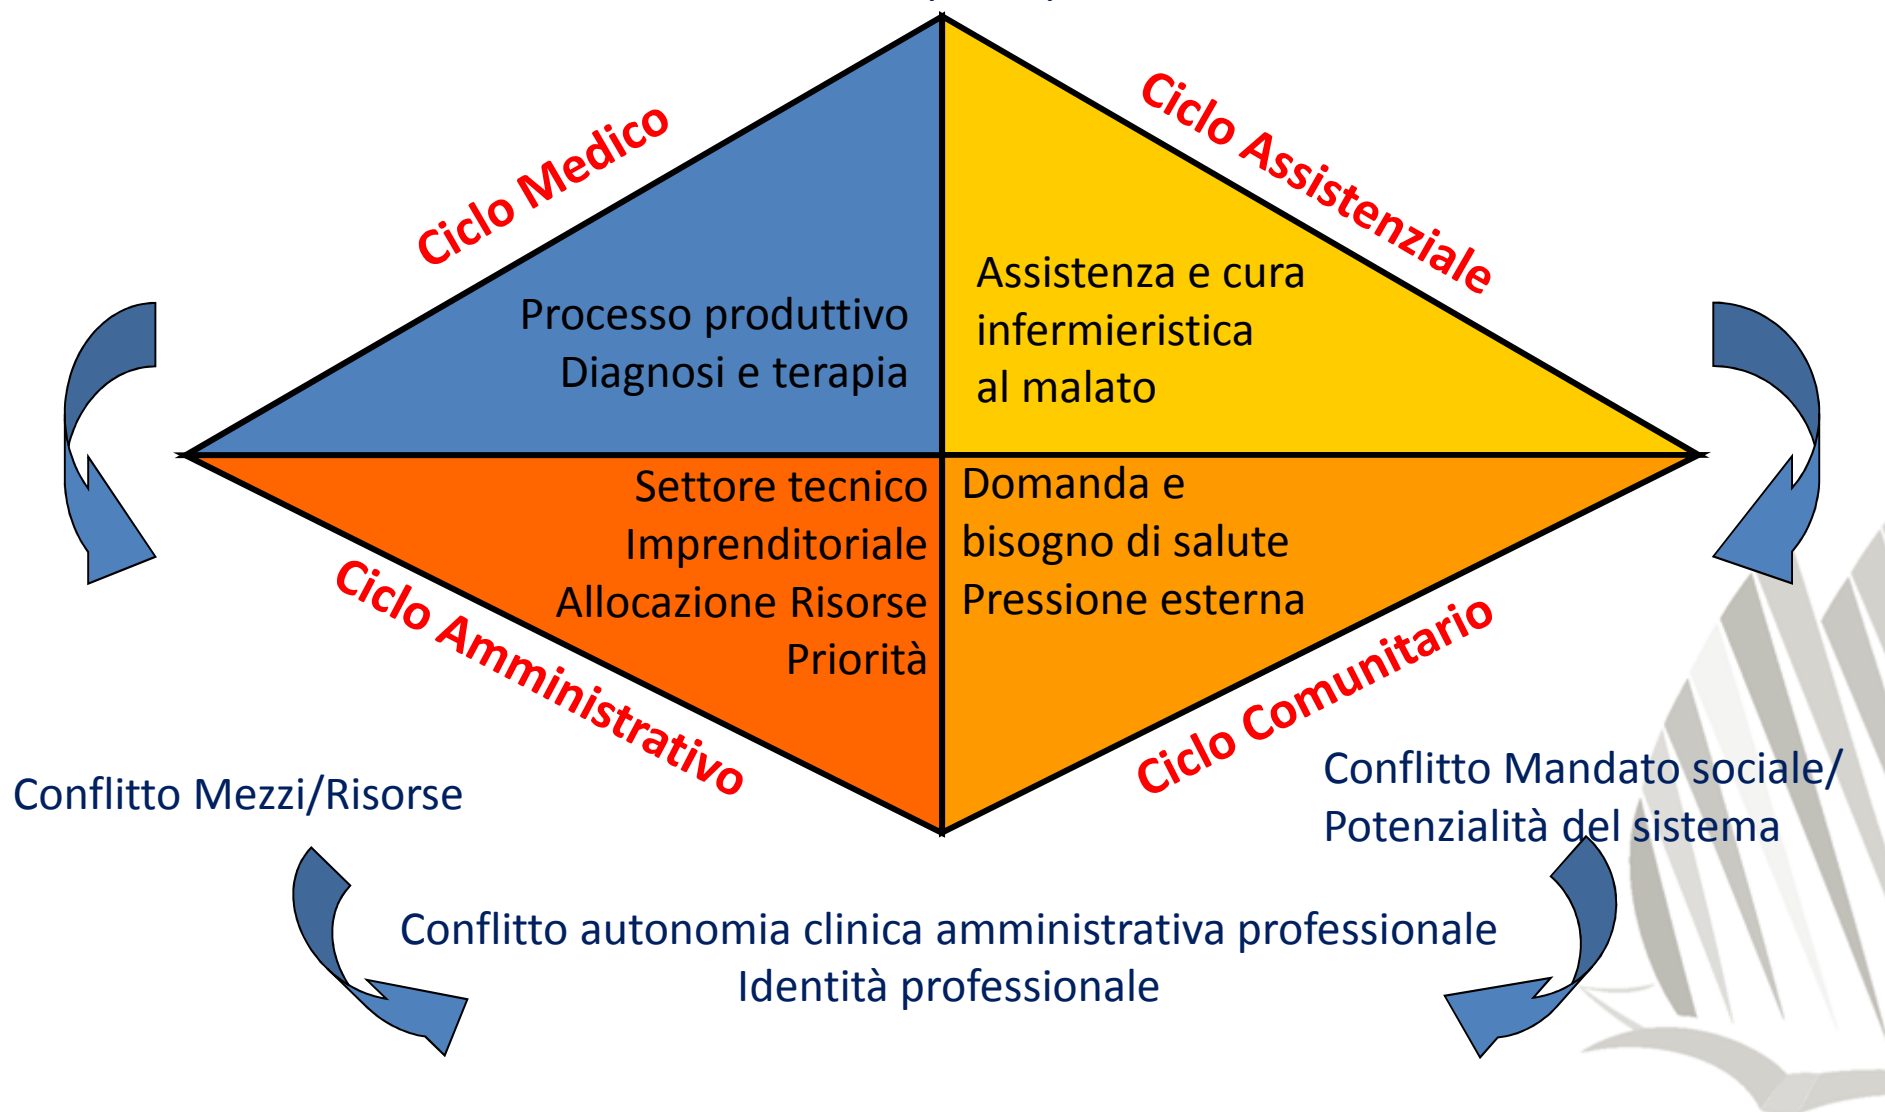 Ciclo Medico
Ciclo Assistenziale
Processo produttivo
Diagnosi e terapia
Assistenza e cura
infermieristica
al malato
Settore tecnico
Imprenditoriale
Allocazione Risorse
Priorità
Domanda e
bisogno di salute
Pressione esterna
Ciclo Amministrativo
Ciclo Comunitario
Conflitto Mezzi/Risorse
Conflitto Mandato sociale/
Potenzialità del sistema
Conflitto autonomia clinica amministrativa professionale
Identità professionale